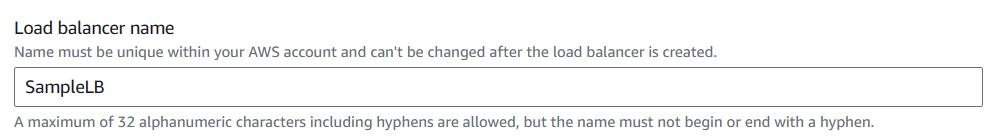 Load balancer name
Name must be unique within your AWS account and can't be changed after the load balancer is created.
SampleLB
A maximum of 32 alphanumeric characters including hyphens are allowed, but the name must not begin or end with a hyphen.